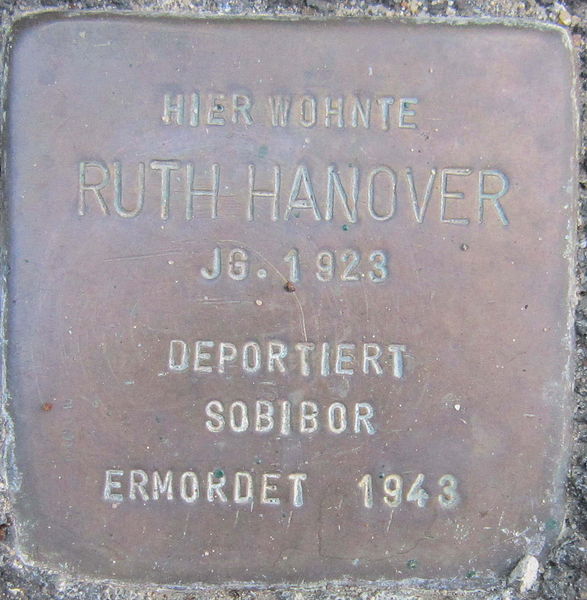 HIER WOHNTE
RUTH HANOVER
JG. 1923
DEPORTIERT
SOBIBOR
ERMORDET 1943